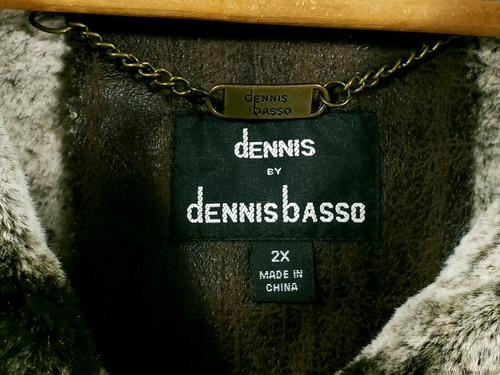 dENNIS
bASSO
dENNIS
BY
dENNISbASSO
2X
MADE IN
CHINA